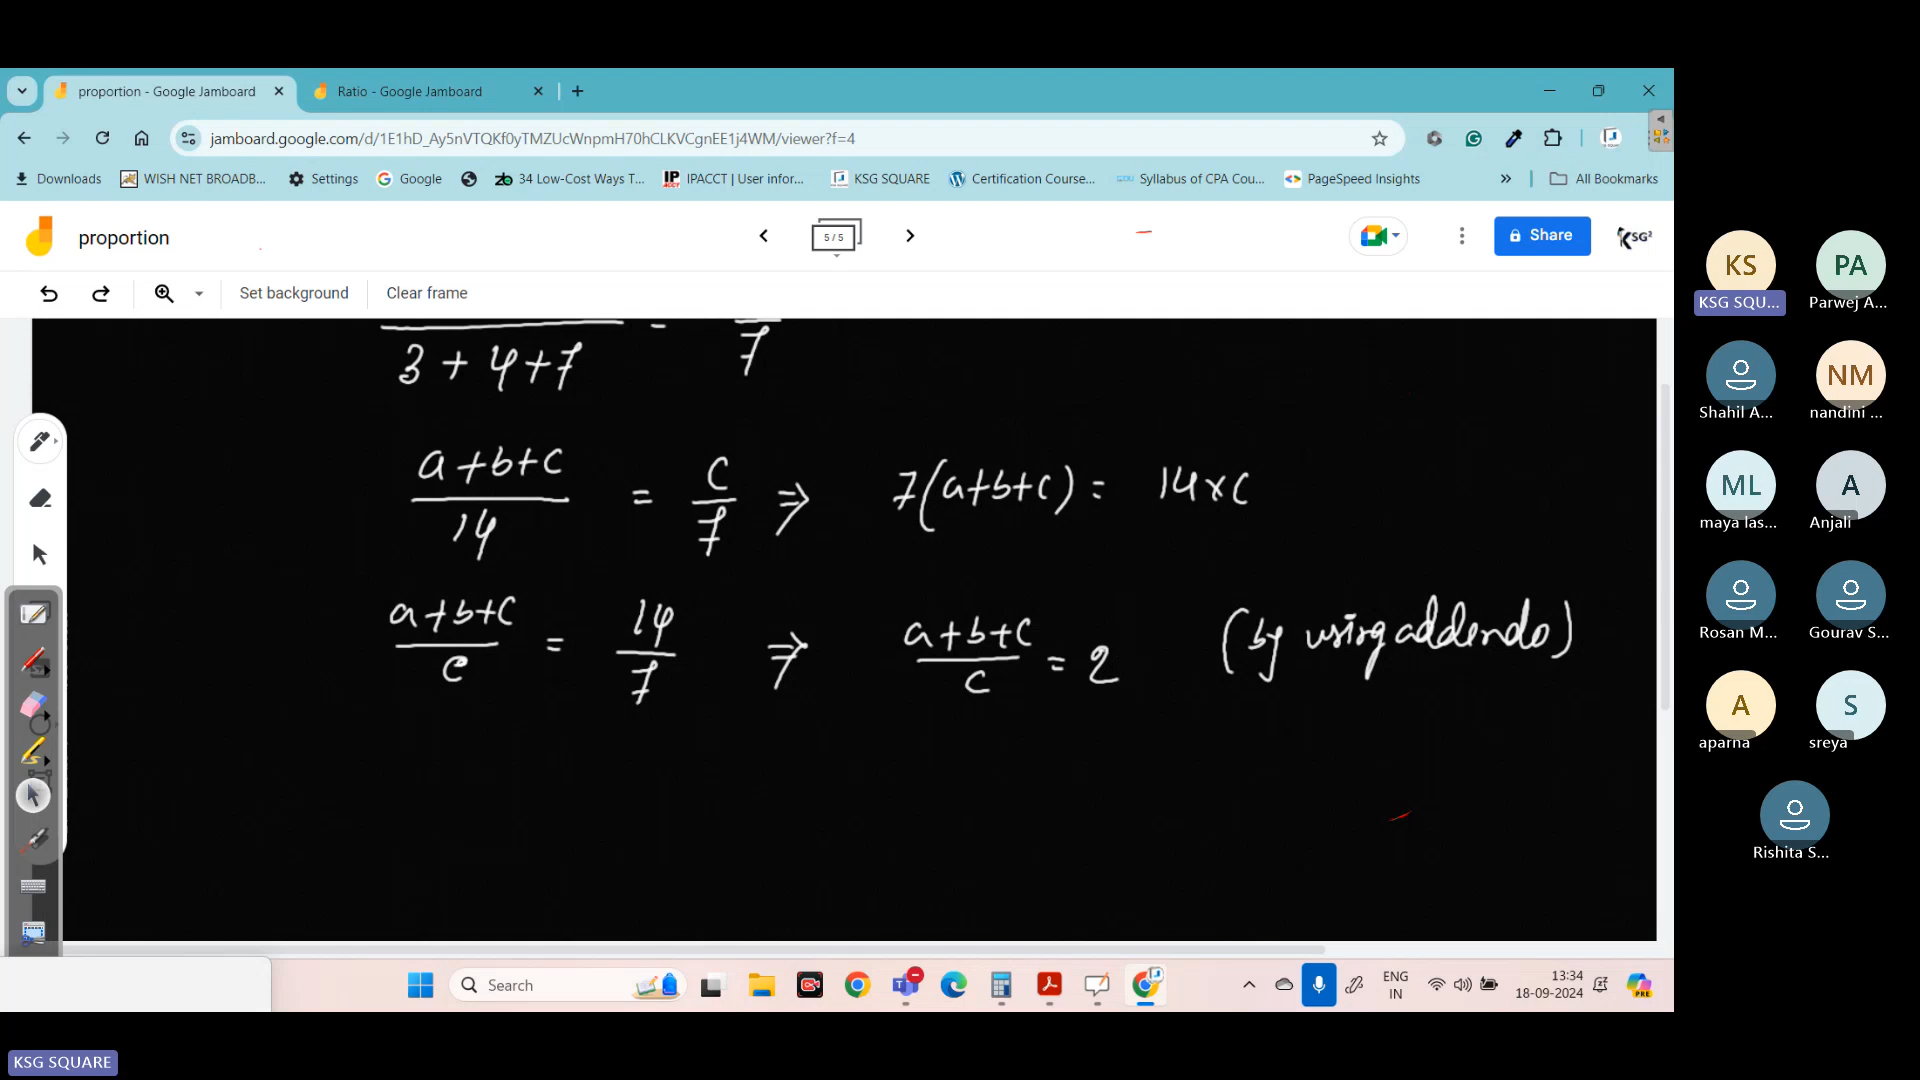 proportion - Google Jamboard
Ratio - Google Jamboard
jamboard.google.com/d/1E1hD_Ay5nVTQKf0yTMZUcWnpmH70hCLKVCgnEE1j4WM/viewer?f=4
Downloads WISH NET BROADB... Settings Google 34 Low-Cost Ways T... IPACCT | User infor... KSG SQUARE Certification Course... Syllabus of CPA Cou... PageSpeed Insights » All Bookmarks
proportion
5 / 5
Share
KSG²
Set background Clear frame
3 + 4 + 7 = 7
a+b+c / 14 = c / 7 ⇒ 7(a+b+c) = 14×c
a+b+c / c = 14 / 7 ⇒ a+b+c / c = 2 (by using addendo)
KS
KSG SQU...
PA
Parwej A...
Shahil A...
NM
nandini ...
ML
maya las...
A
Anjali
Rosan M...
Gourav S...
A
aparna
S
sreya
Rishita S...
Search
ENG
IN
13:34
18-09-2024
PRE
KSG SQUARE